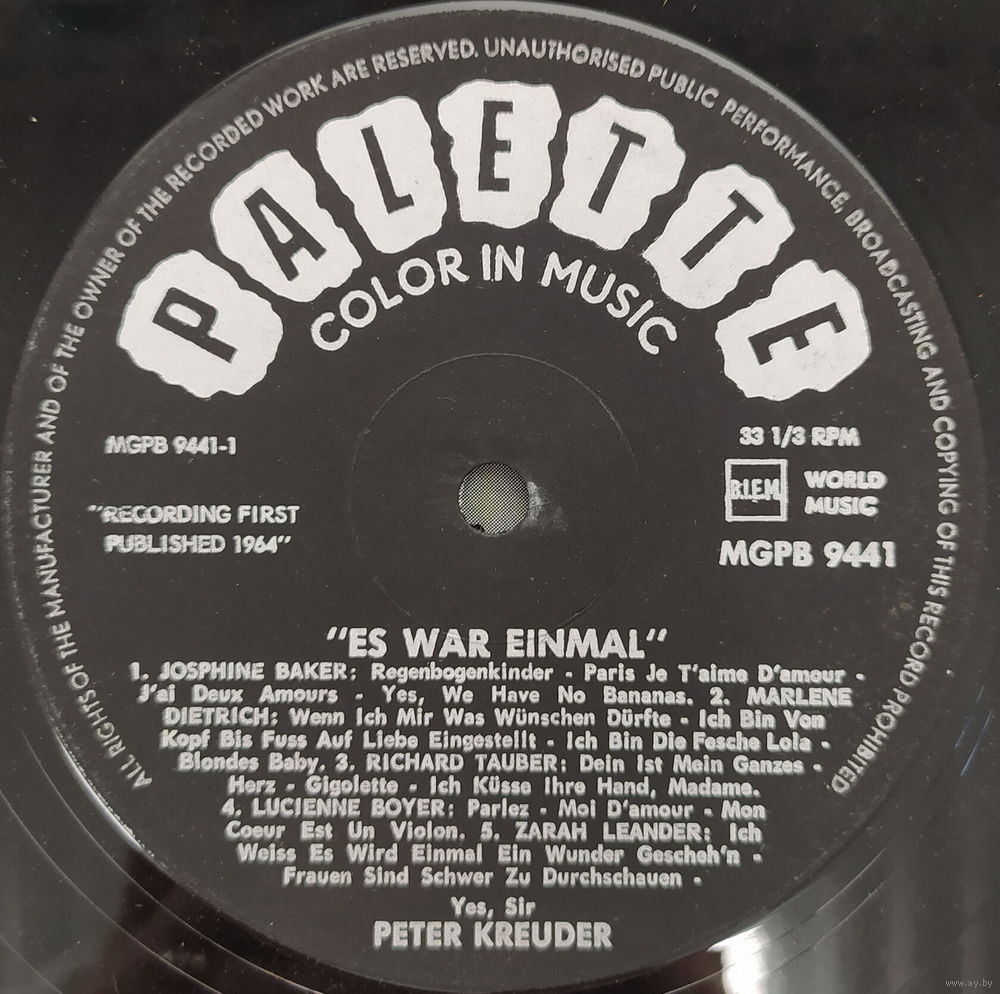 ALL RIGHTS OF THE MANUFACTURER AND OF THE OWNER OF THE RECORDED WORK ARE RESERVED. UNAUTHORISED PUBLIC PERFORMANCE, BROADCASTING AND COPYING OF THIS RECORD PROHIBITED
PALETTE
COLOR IN MUSIC
MGPB 9441-1
"RECORDING FIRST
PUBLISHED 1964"
33 1/3 RPM
B.I.E.M
WORLD
MUSIC
MGPB 9441
"ES WAR EINMAL"
1. JOSPHINE BAKER: Regenbogenkinder - Paris Je T'aime D'amour -
J'ai Deux Amours - Yes, We Have No Bananas. 2. MARLENE
DIETRICH: Wenn Ich Mir Was Wünschen Dürfte - Ich Bin Von
Kopf Bis Fuss Auf Liebe Eingestellt - Ich Bin Die Fesche Lola -
Blondes Baby. 3. RICHARD TAUBER: Dein Ist Mein Ganzes -
Herz - Gigolette - Ich Küsse Ihre Hand, Madame.
4. LUCIENNE BOYER: Parlez - Moi D'amour - Mon
Coeur Est Un Violon. 5. ZARAH LEANDER: Ich
Weiss Es Wird Einmal Ein Wunder Gescheh'n -
Frauen Sind Schwer Zu Durchschauen -
Yes, Sir
PETER KREUDER
www.ay.by